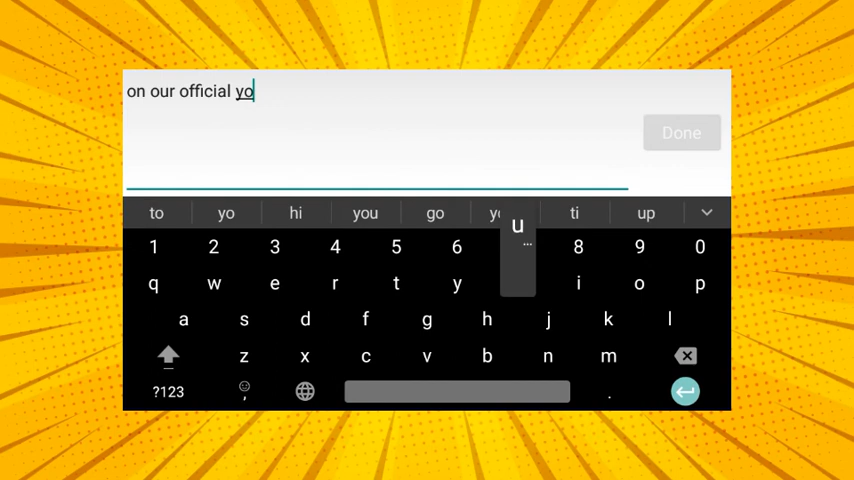 on our official yo
Done
to yo hi you go yo ti up
u
1 2 3 4 5 6 8 9 0
q w e r t y i o p
a s d f g h j k l
z x c v b n m
?123 , .